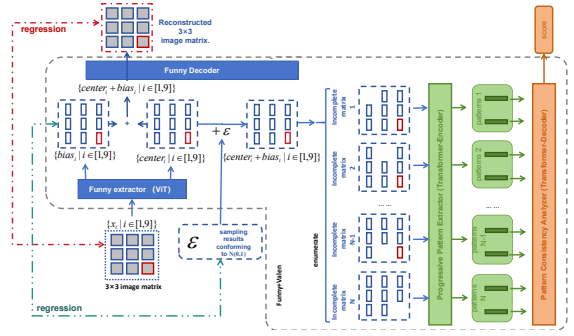 regression
Reconstructed
3×3
image matrix.
score
Funny Decoder
{center_i + bias_i | i∈[1,9]}
+
+ε
{bias_i | i∈[1,9]}
{center_i | i∈[1,9]}
{center_i + bias_i | i∈[1,9]}
Funny extractor (ViT)
{x_i | i∈[1,9]}
3×3 image matrix
ε
sampling
results
conforming
to N(0,1)
regression
Funny+Valen
enumerate
Incomplete
matrix
1
Incomplete
matrix
2
... ...
Incomplete
matrix
N-1
Incomplete
matrix
N
Progressive Pattern Extractor (Transformer-Encoder)
patterns 1
patterns 2
... ...
patterns
N-1
patterns
N
Pattern Consistency Analyzer (Transformer-Decoder)